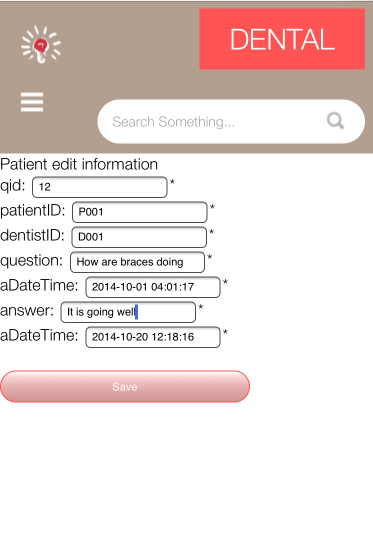 DENTAL
Search Something...
Patient edit information
qid: 12 *
patientID: P001 *
dentistID: D001 *
question: How are braces doing *
aDateTime: 2014-10-01 04:01:17 *
answer: It is going well *
aDateTime: 2014-10-20 12:18:16 *
Save